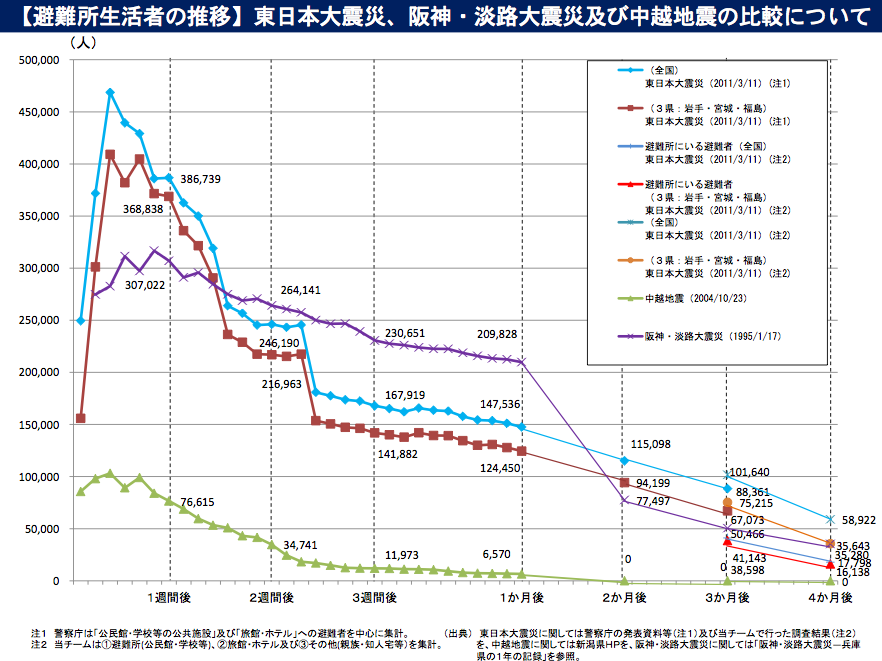 【避難所生活者の推移】東日本大震災、阪神・淡路大震災及び中越地震の比較について
（人）
500,000
450,000
400,000
350,000
300,000
250,000
200,000
150,000
100,000
50,000
0
（全国）
東日本大震災（2011/3/11）（注1）
（３県：岩手・宮城・福島）
東日本大震災（2011/3/11）（注1）
避難所にいる避難者（全国）
東日本大震災（2011/3/11）（注2）
避難所にいる避難者
（３県：岩手・宮城・福島）
東日本大震災（2011/3/11）（注2）
（全国）
東日本大震災（2011/3/11）（注2）
（３県：岩手・宮城・福島）
東日本大震災（2011/3/11）（注2）
中越地震（2004/10/23）
阪神・淡路大震災（1995/1/17）
386,739
368,838
307,022
76,615
264,141
246,190
216,963
34,741
230,651
167,919
141,882
11,973
209,828
147,536
124,450
6,570
115,098
94,199
77,497
0
101,640
88,361
75,215
67,073
50,466
41,143
38,598
0
58,922
35,643
35,280
17,798
16,138
0
1週間後
2週間後
3週間後
1か月後
2か月後
3か月後
4か月後
注1　警察庁は「公民館・学校等の公共施設」及び「旅館・ホテル」への避難者を中心に集計。
注2　当チームは①避難所(公民館・学校等)、②旅館・ホテル及び③その他(親族・知人宅等)を集計。
（出典）　東日本大震災に関しては警察庁の発表資料等（注1）及び当チームで行った調査結果（注2）
を、中越地震に関しては新潟県HPを、阪神・淡路大震災に関しては「阪神・淡路大震災―兵庫
県の1年の記録」を参照。